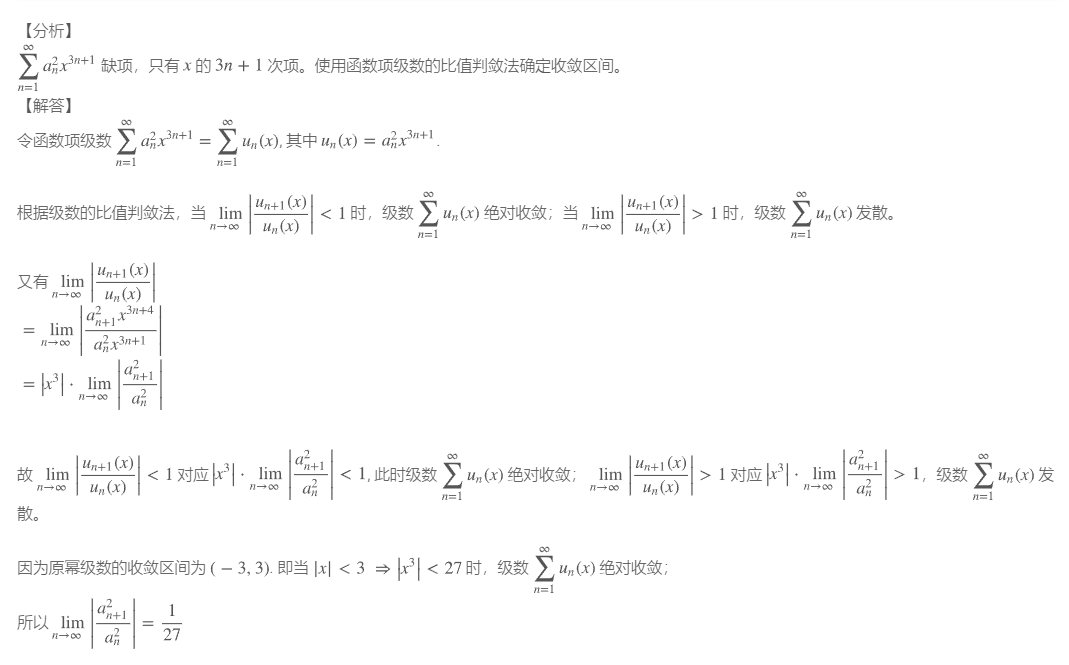 【分析】
$\sum_{n=1}^{\infty} a_n^2 x^{3n+1}$ 缺项，只有 $x$ 的 $3n+1$ 次项。使用函数项级数的比值判敛法确定收敛区间。
【解答】
令函数项级数 $\sum_{n=1}^{\infty} a_n^2 x^{3n+1} = \sum_{n=1}^{\infty} u_n(x)$, 其中 $u_n(x) = a_n^2 x^{3n+1}$.
根据级数的比值判敛法，当 $\lim_{n\to\infty} \left|\frac{u_{n+1}(x)}{u_n(x)}\right| < 1$ 时，级数 $\sum_{n=1}^{\infty} u_n(x)$ 绝对收敛；当 $\lim_{n\to\infty} \left|\frac{u_{n+1}(x)}{u_n(x)}\right| > 1$ 时，级数 $\sum_{n=1}^{\infty} u_n(x)$ 发散。
又有 $\lim_{n\to\infty} \left|\frac{u_{n+1}(x)}{u_n(x)}\right|$
$= \lim_{n\to\infty} \left|\frac{a_{n+1}^2 x^{3n+4}}{a_n^2 x^{3n+1}}\right|$
$= \left|x^3\right| \cdot \lim_{n\to\infty} \left|\frac{a_{n+1}^2}{a_n^2}\right|$
故 $\lim_{n\to\infty} \left|\frac{u_{n+1}(x)}{u_n(x)}\right| < 1$ 对应 $\left|x^3\right| \cdot \lim_{n\to\infty} \left|\frac{a_{n+1}^2}{a_n^2}\right| < 1$, 此时级数 $\sum_{n=1}^{\infty} u_n(x)$ 绝对收敛； $\lim_{n\to\infty} \left|\frac{u_{n+1}(x)}{u_n(x)}\right| > 1$ 对应 $\left|x^3\right| \cdot \lim_{n\to\infty} \left|\frac{a_{n+1}^2}{a_n^2}\right| > 1$，级数 $\sum_{n=1}^{\infty} u_n(x)$ 发
散。
因为原幂级数的收敛区间为 $(-3, 3)$. 即当 $|x| < 3 \Rightarrow \left|x^3\right| < 27$ 时，级数 $\sum_{n=1}^{\infty} u_n(x)$ 绝对收敛；
所以 $\lim_{n\to\infty} \left|\frac{a_{n+1}^2}{a_n^2}\right| = \frac{1}{27}$